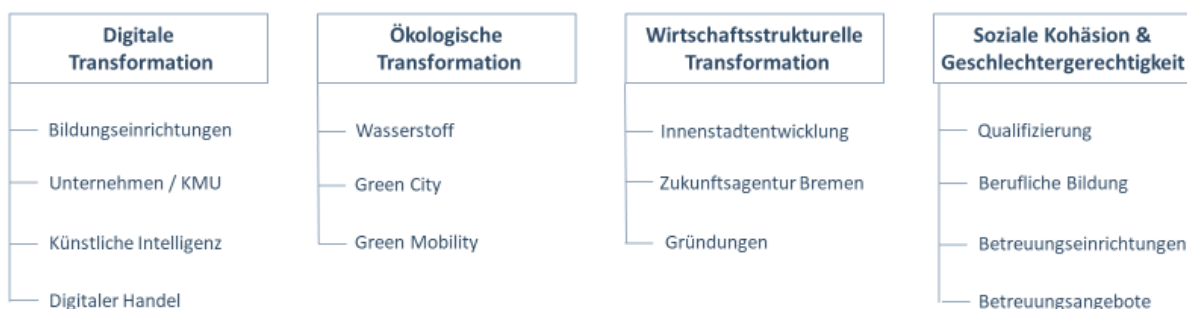 Digitale
Transformation
Bildungseinrichtungen
Unternehmen / KMU
Künstliche Intelligenz
Digitaler Handel
Ökologische
Transformation
Wasserstoff
Green City
Green Mobility
Wirtschaftsstrukturelle
Transformation
Innenstadtentwicklung
Zukunftsagentur Bremen
Gründungen
Soziale Kohäsion &
Geschlechtergerechtigkeit
Qualifizierung
Berufliche Bildung
Betreuungseinrichtungen
Betreuungsangebote